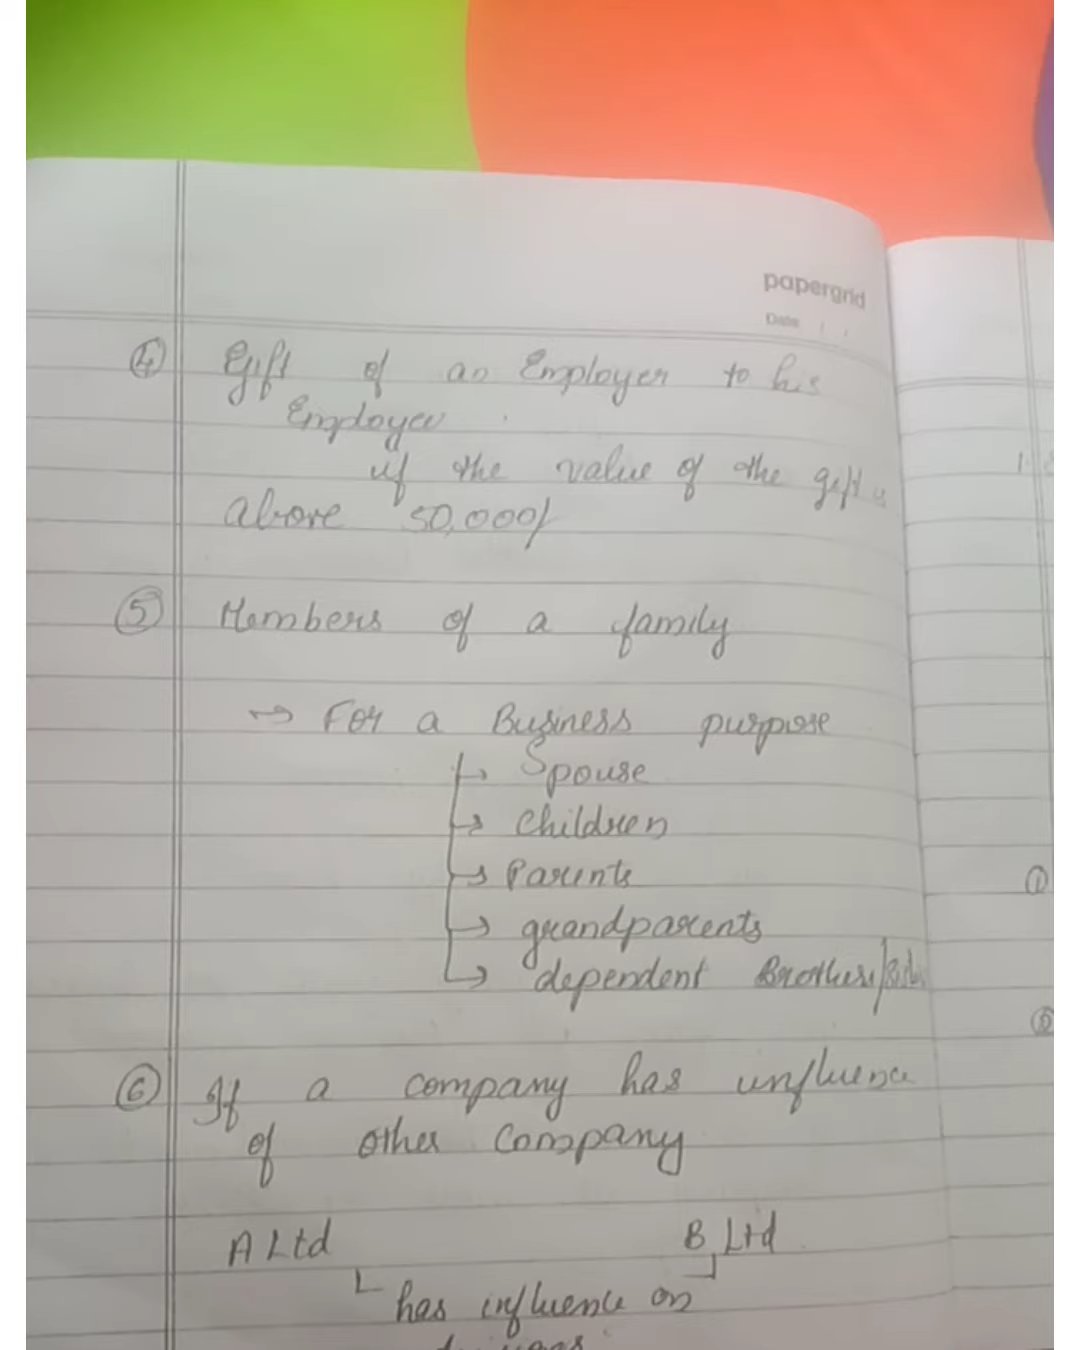 papergrid
Date / /
④ Gift of an Employer to his
Employee
if the value of the gift is
above 50,000/
⑤ Members of a family
→ For a Business purpose
→ Spouse
→ children
→ Parents
→ grandparents
→ dependent Brother/
⑥ If a company has influence
of other company
A Ltd B Ltd
has influence on